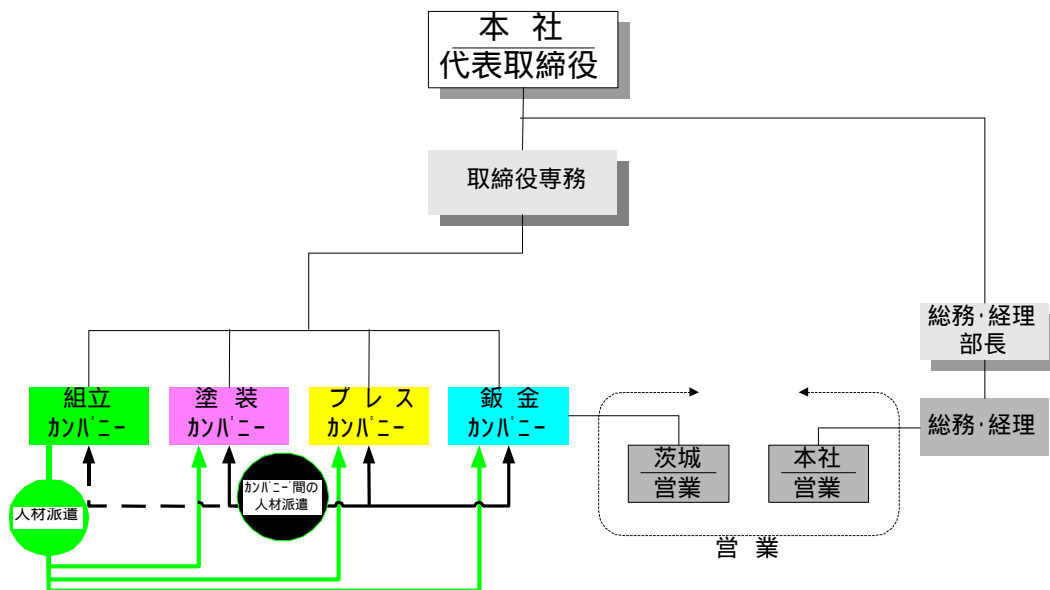 本 社
代表取締役
取締役専務
総務・経理
部長
組立
ｶﾝﾊﾟﾆｰ
塗 装
ｶﾝﾊﾟﾆｰ
プ レ ス
ｶﾝﾊﾟﾆｰ
鈑 金
ｶﾝﾊﾟﾆｰ
総務・経理
茨城
営業
本社
営業
ｶﾝﾊﾟﾆｰ間の
人材派遣
人材派遣
営 業